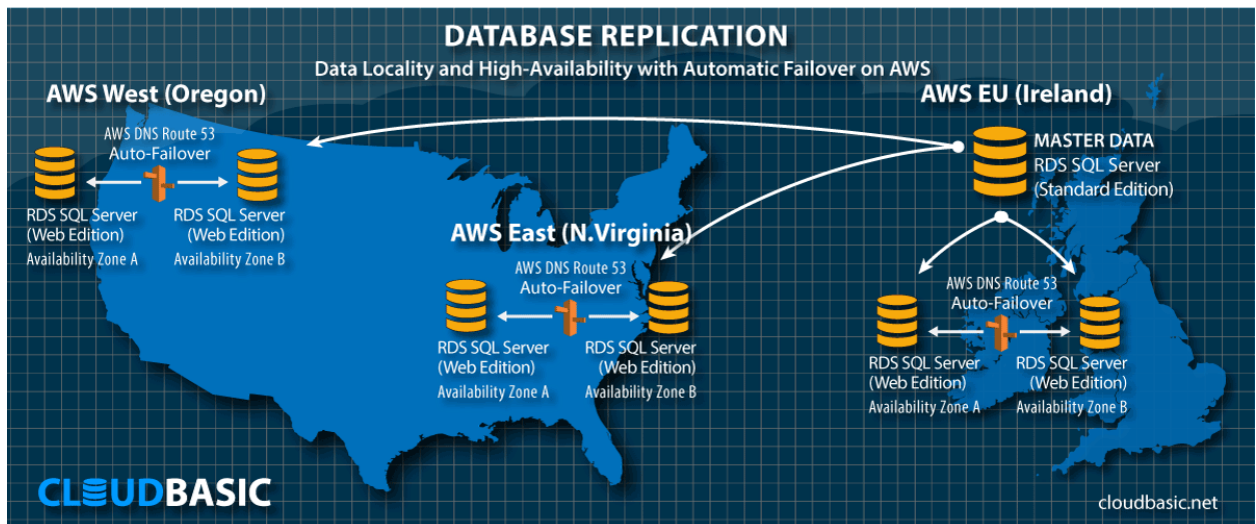 DATABASE REPLICATION
Data Locality and High-Availability with Automatic Failover on AWS
AWS West (Oregon)
AWS DNS Route 53
Auto-Failover
RDS SQL Server
(Web Edition)
Availability Zone A
RDS SQL Server
(Web Edition)
Availability Zone B
AWS East (N.Virginia)
AWS DNS Route 53
Auto-Failover
RDS SQL Server
(Web Edition)
Availability Zone A
RDS SQL Server
(Web Edition)
Availability Zone B
AWS EU (Ireland)
MASTER DATA
RDS SQL Server
(Standard Edition)
AWS DNS Route 53
Auto-Failover
RDS SQL Server
(Web Edition)
Availability Zone A
RDS SQL Server
(Web Edition)
Availability Zone B
CLOUDBASIC
cloudbasic.net